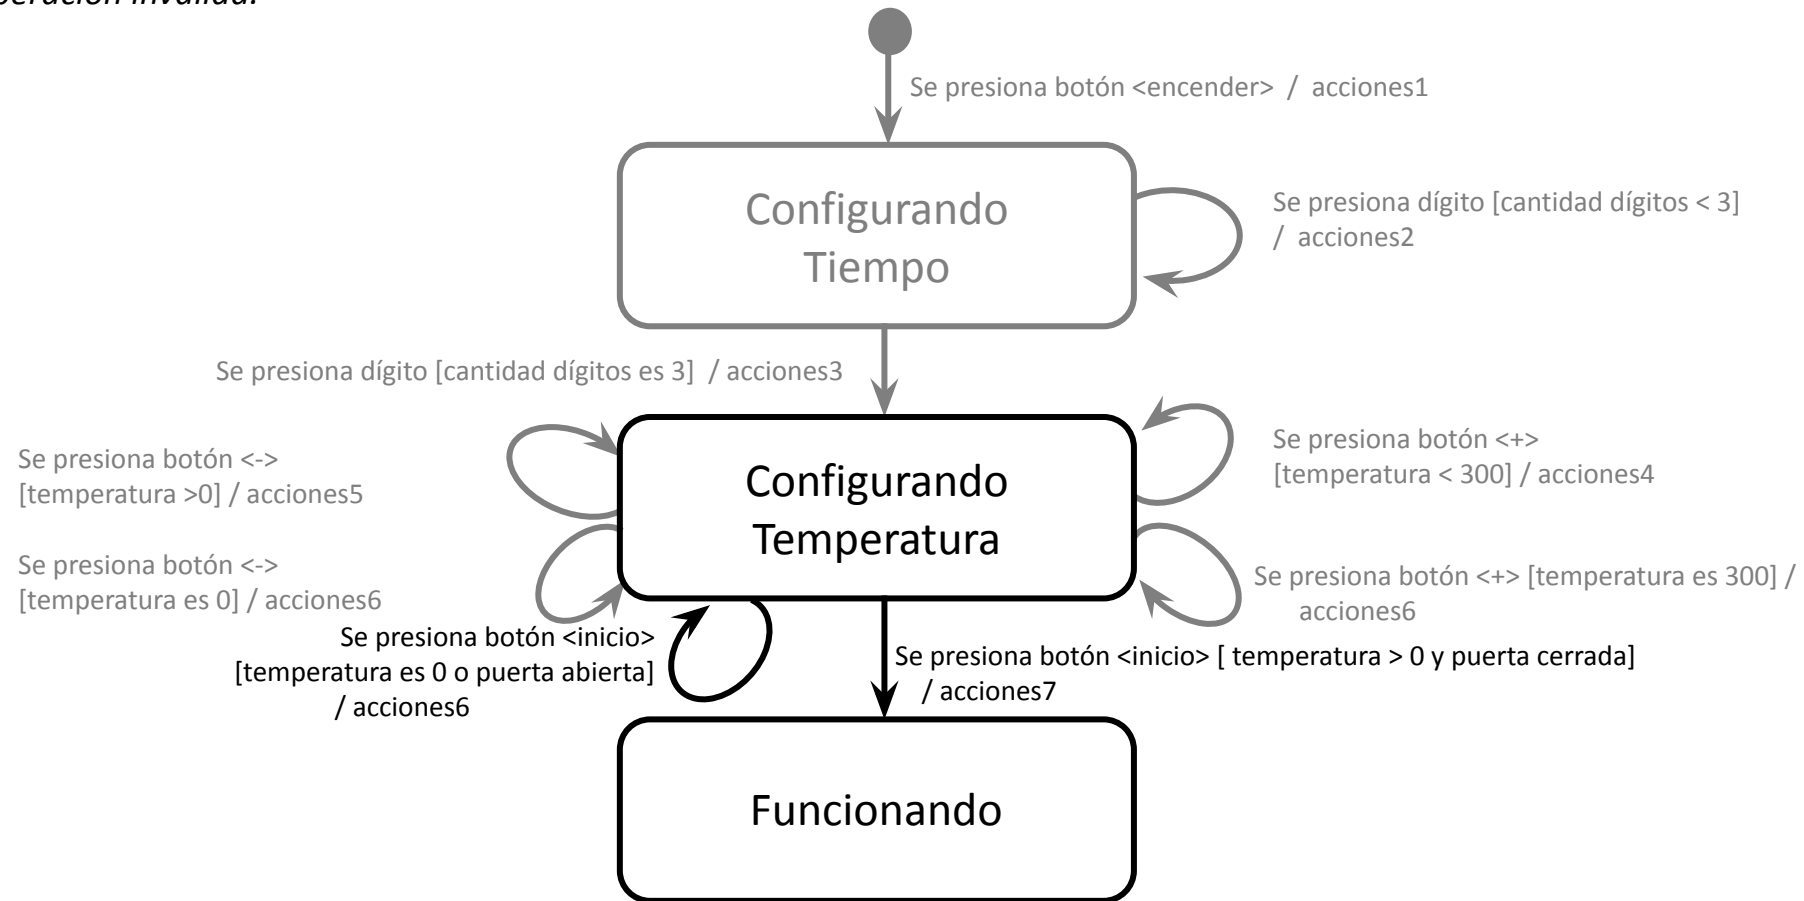 Se presiona botón <encender> / acciones1
Configurando
Tiempo
Se presiona dígito [cantidad dígitos < 3]
/ acciones2
Se presiona dígito [cantidad dígitos es 3] / acciones3
Se presiona botón <->
[temperatura >0] / acciones5
Configurando
Temperatura
Se presiona botón <+>
[temperatura < 300] / acciones4
Se presiona botón <->
[temperatura es 0] / acciones6
Se presiona botón <+> [temperatura es 300] /
acciones6
Se presiona botón <inicio>
[temperatura es 0 o puerta abierta]
/ acciones6
Se presiona botón <inicio> [ temperatura > 0 y puerta cerrada]
/ acciones7
Funcionando